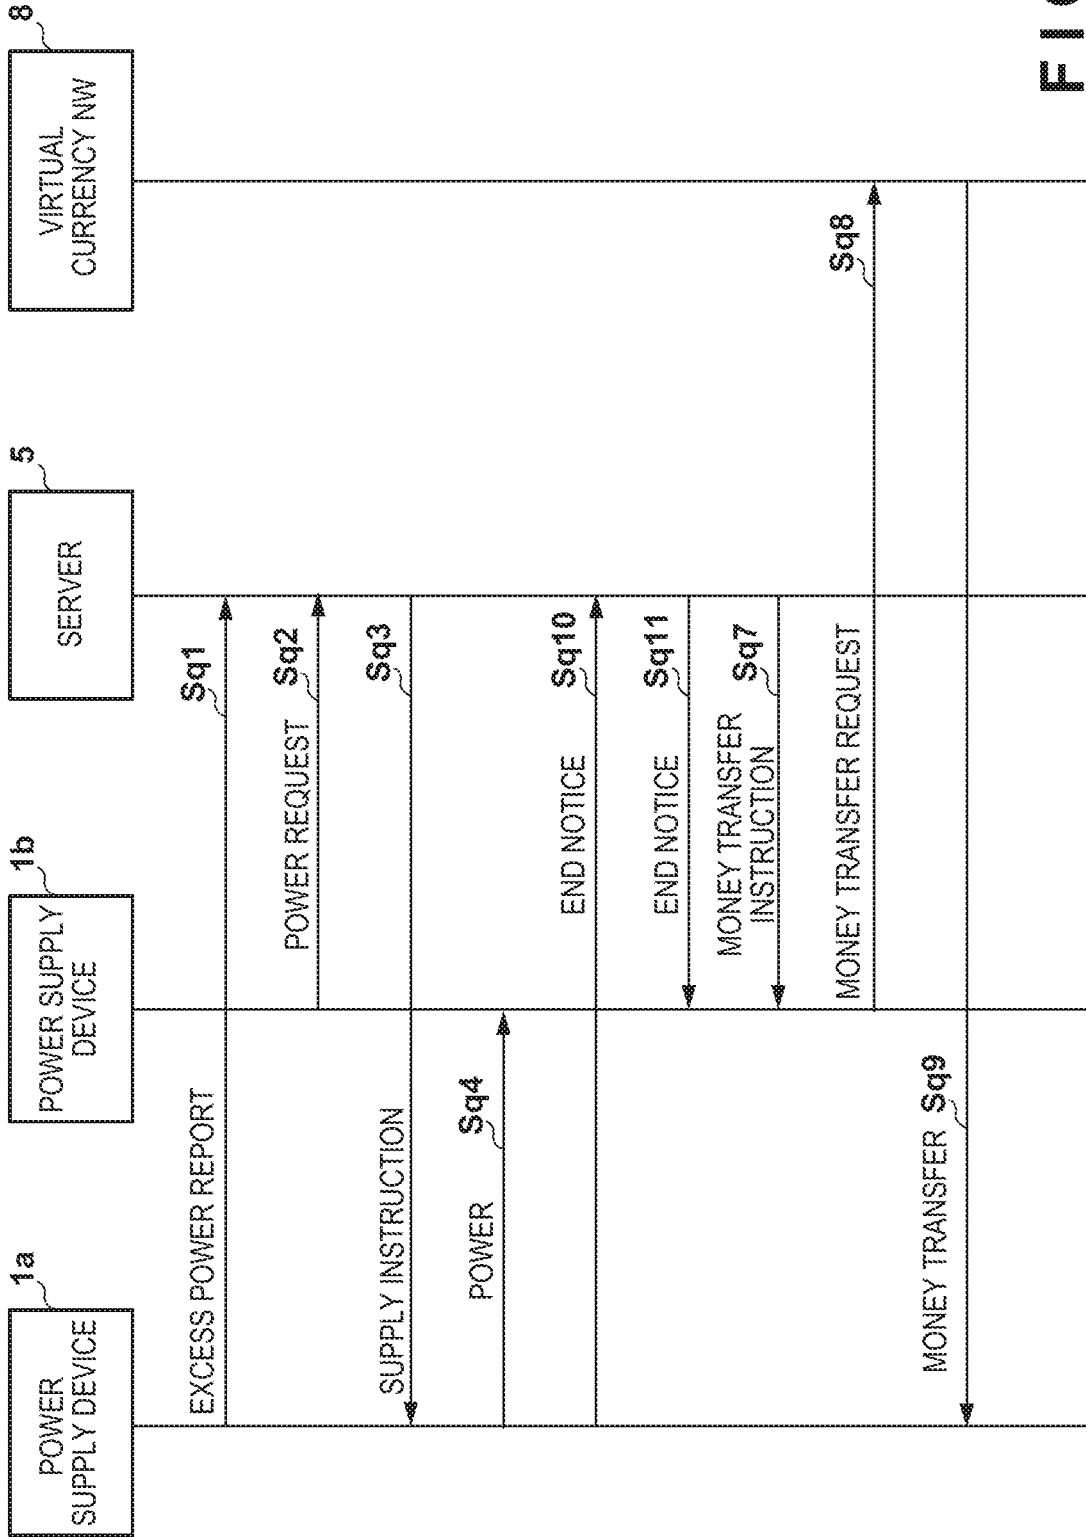 1a
POWER
SUPPLY DEVICE
1b
POWER SUPPLY
DEVICE
5
SERVER
8
VIRTUAL
CURRENCY NW
EXCESS POWER REPORT
Sq1
POWER REQUEST
Sq2
SUPPLY INSTRUCTION
Sq3
POWER
Sq4
END NOTICE
Sq10
END NOTICE
Sq11
MONEY TRANSFER
INSTRUCTION
Sq7
MONEY TRANSFER REQUEST
Sq8
MONEY TRANSFER
Sq9